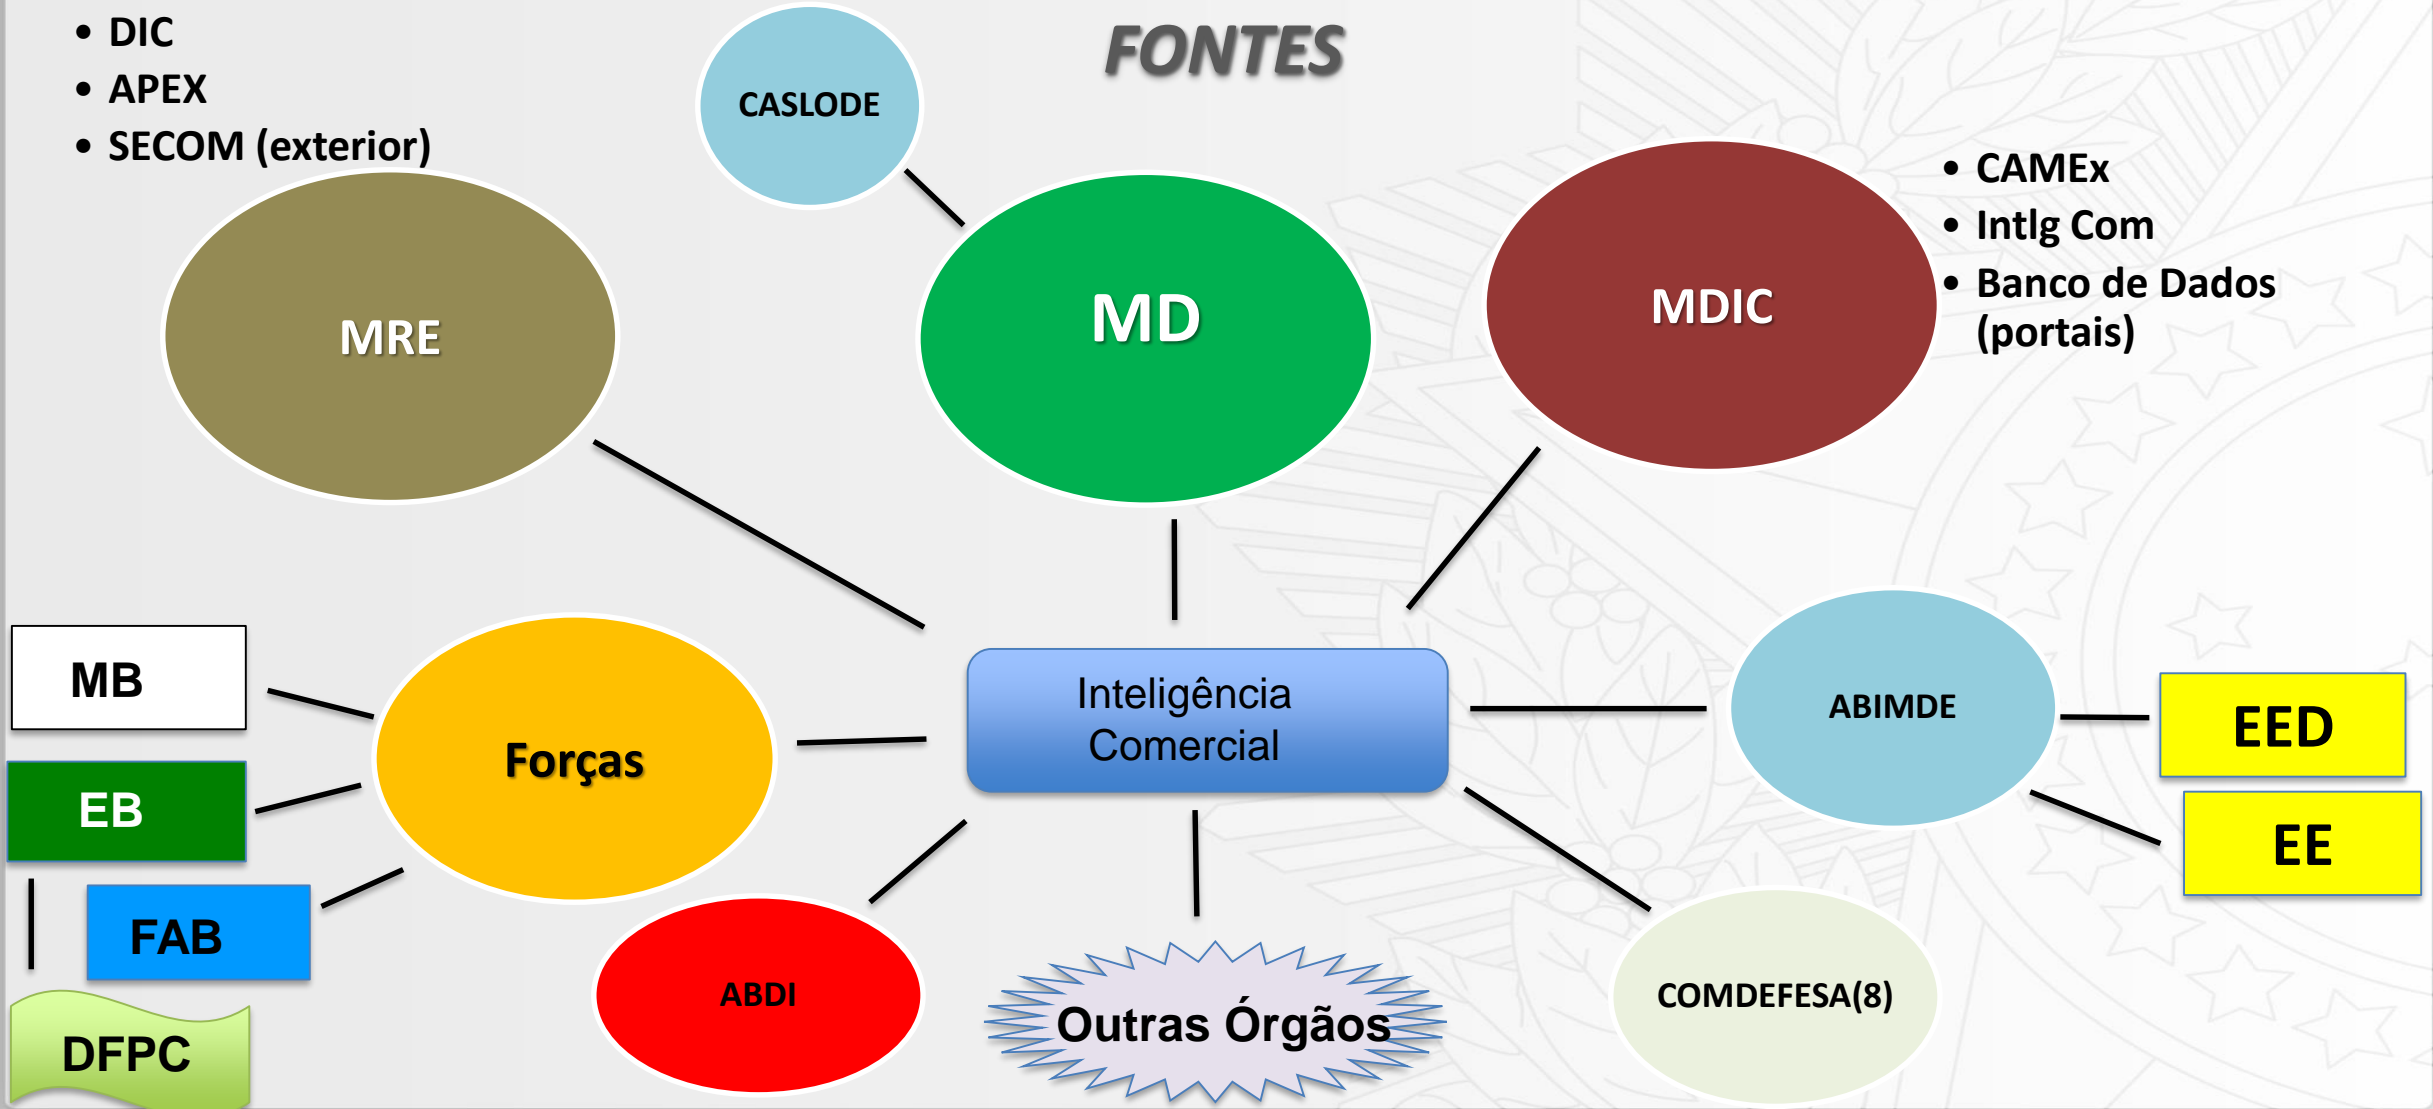 FONTES
• DIC
• APEX
• SECOM (exterior)
CASLODE
• CAMEx
• Intlg Com
• Banco de Dados
(portais)
MRE
MD
MDIC
MB
EB
FAB
DFPC
Forças
Inteligência
Comercial
ABIMDE
EED
EE
ABDI
Outras Órgãos
COMDEFESA(8)